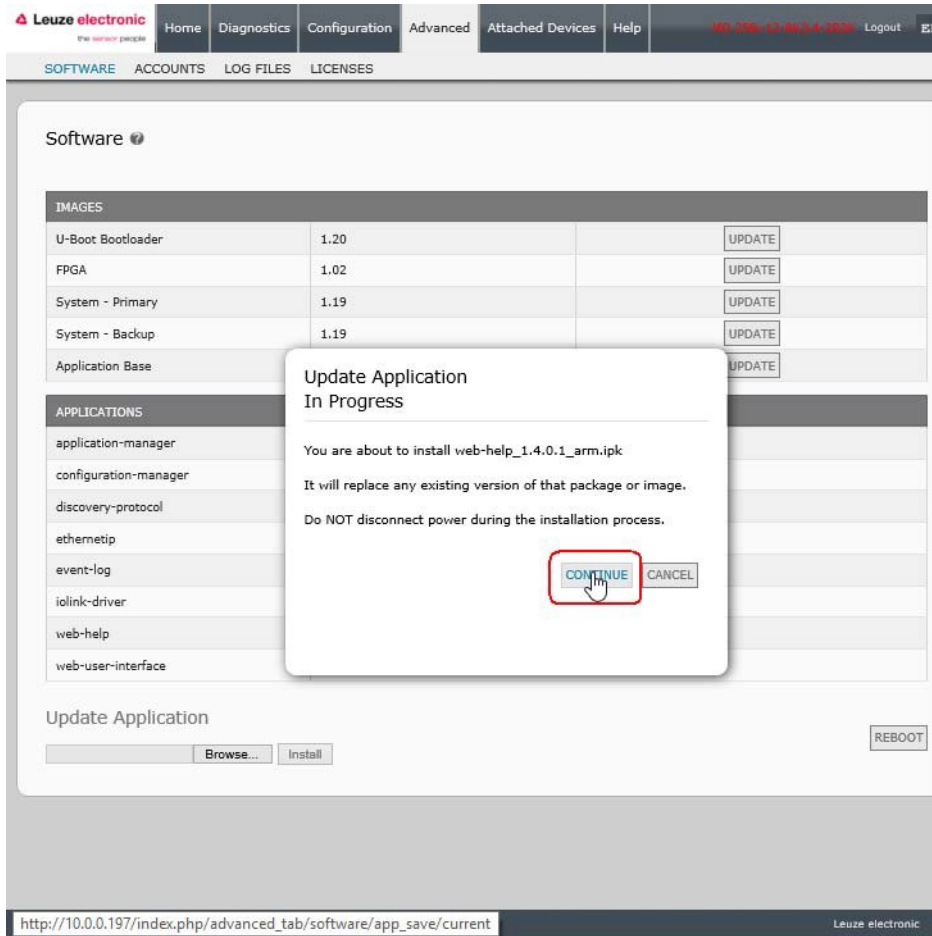 Leuze electronic
the sensor people
Home
Diagnostics
Configuration
Advanced
Attached Devices
Help
Logout
SOFTWARE
ACCOUNTS
LOG FILES
LICENSES
Software
IMAGES
U-Boot Bootloader 1.20 UPDATE
FPGA 1.02 UPDATE
System - Primary 1.19 UPDATE
System - Backup 1.19 UPDATE
Application Base UPDATE
Update Application
In Progress
You are about to install web-help_1.4.0.1_arm.ipk
It will replace any existing version of that package or image.
Do NOT disconnect power during the installation process.
CONTINUE
CANCEL
APPLICATIONS
application-manager
configuration-manager
discovery-protocol
ethernetip
event-log
iolink-driver
web-help
web-user-interface
Update Application
Browse...
Install
REBOOT
http://10.0.0.197/index.php/advanced_tab/software/app_save/current
Leuze electronic